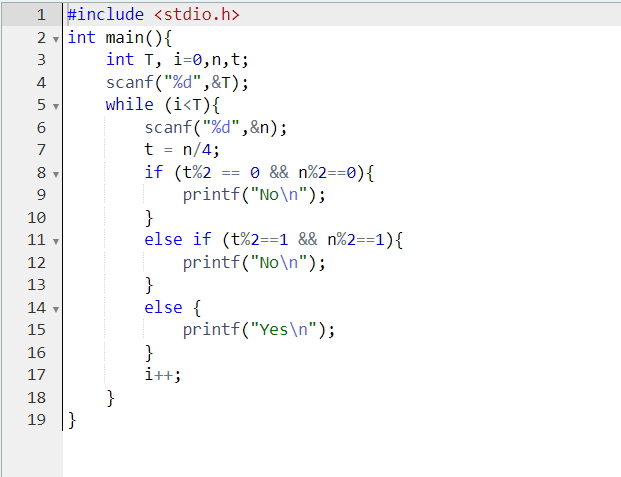 1 #include <stdio.h>
2 int main(){
3     int T, i=0,n,t;
4     scanf("%d",&T);
5     while (i<T){
6         scanf("%d",&n);
7         t = n/4;
8         if (t%2 == 0 && n%2==0){
9             printf("No\n");
10         }
11         else if (t%2==1 && n%2==1){
12             printf("No\n");
13         }
14         else {
15             printf("Yes\n");
16         }
17         i++;
18     }
19 }